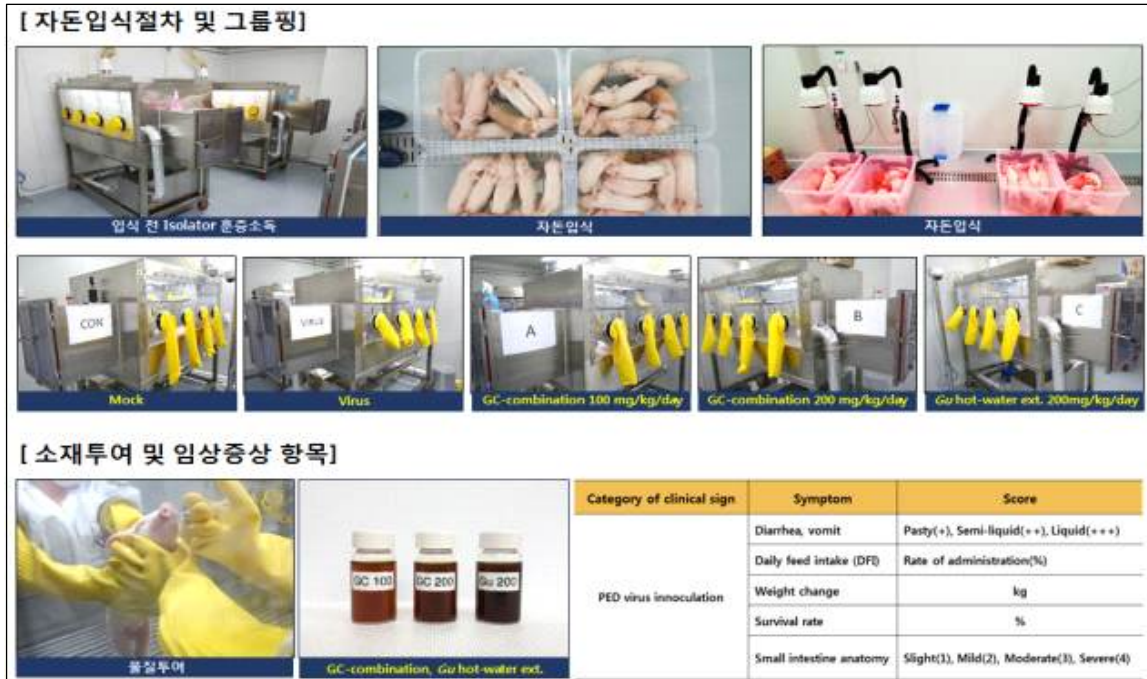 [ 자돈입식절차 및 그룹핑]
입식 전 Isolator 훈증소독
자돈입식
자돈입식
CON
VIRUS
A
B
C
Mock
Virus
GC-combination 100 mg/kg/day
GC-combination 200 mg/kg/day
Gu hot-water ext. 200mg/kg/day
[ 소재투여 및 임상증상 항목]
GC 100
GC 200
Gu 200
물질투여
GC-combination, Gu hot-water ext.
Category of clinical sign Symptom Score
Diarrhea, vomit Pasty(+), Semi-liquid(++), Liquid(+++)
Daily feed intake (DFI) Rate of administration(%)
PED virus innoculation
Weight change kg
Survival rate %
Small intestine anatomy Slight(1), Mild(2), Moderate(3), Severe(4)